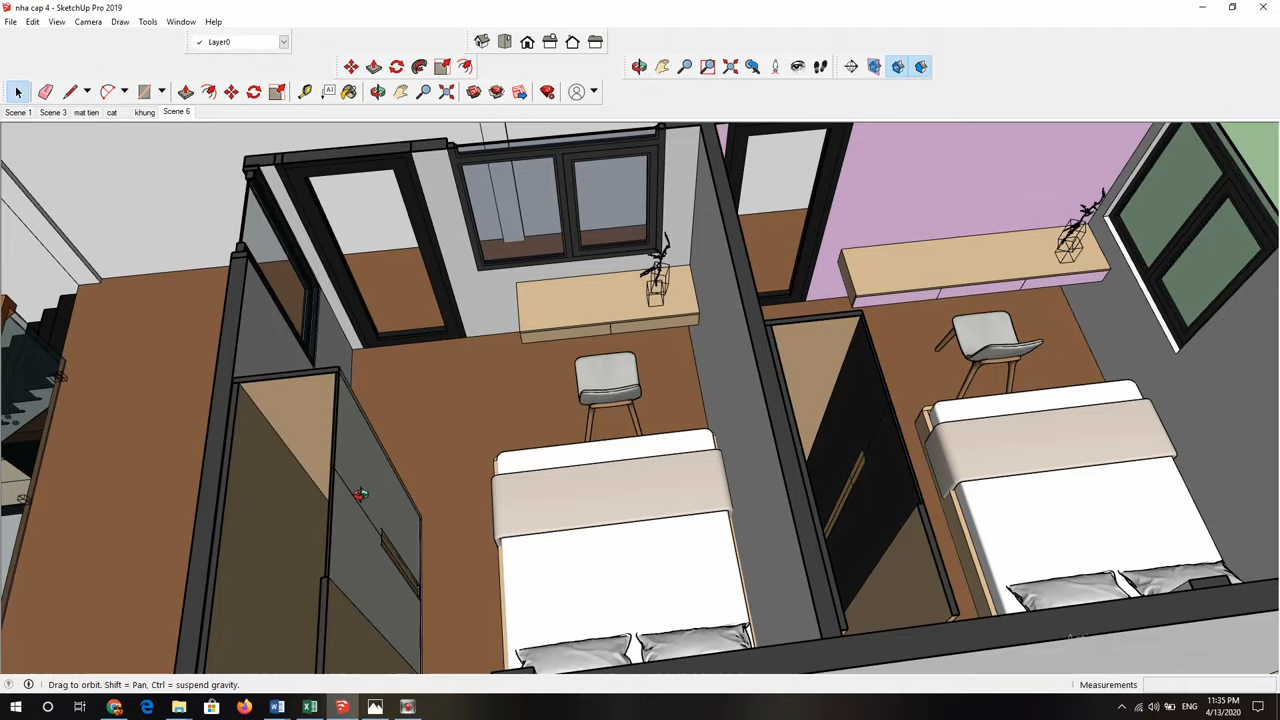 nha cap 4 - SketchUp Pro 2019
File Edit View Camera Draw Tools Window Help
Layer0
Scene 1 Scene 3 mat tien cat khung Scene 6
Drag to orbit. Shift = Pan, Ctrl = suspend gravity.
Measurements
ENG
11:35 PM
4/13/2020